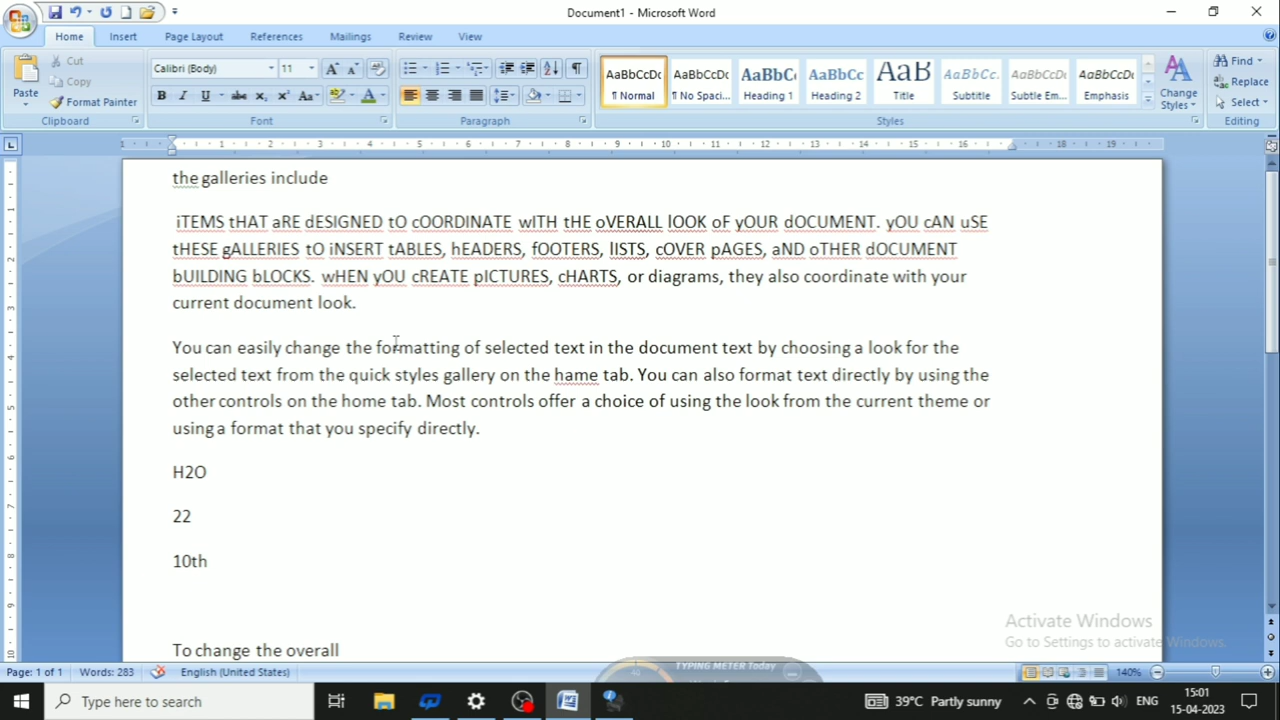 Document1 - Microsoft Word
Home Insert Page Layout References Mailings Review View
Paste
Cut
Copy
Format Painter
Clipboard
Calibri (Body) 11
Font
Paragraph
AaBbCcDc AaBbCcDc AaBbC AaBbCc AaB AaBbCc. AaBbCcDc AaBbCcDc
¶ Normal ¶ No Spaci... Heading 1 Heading 2 Title Subtitle Subtle Em... Emphasis
Change
Styles
Styles
Find
Replace
Select
Editing
the galleries include
iTEMS tHAT aRE dESIGNED tO cOORDINATE wITH tHE oVERALL lOOK oF yOUR dOCUMENT. yOU cAN uSE
tHESE gALLERIES tO iNSERT tABLES, hEADERS, fOOTERS, lISTS, cOVER pAGES, aND oTHER dOCUMENT
bUILDING bLOCKS. wHEN yOU cREATE pICTURES, cHARTS, or diagrams, they also coordinate with your
current document look.
You can easily change the formatting of selected text in the document text by choosing a look for the
selected text from the quick styles gallery on the hame tab. You can also format text directly by using the
other controls on the home tab. Most controls offer a choice of using the look from the current theme or
using a format that you specify directly.
H2O
22
10th
To change the overall
Activate Windows
Go to Settings to activate Windows.
Page: 1 of 1 Words: 283 English (United States) 140%
TYPING METER Today
Type here to search
39°C Partly sunny
ENG
15:01
15-04-2023